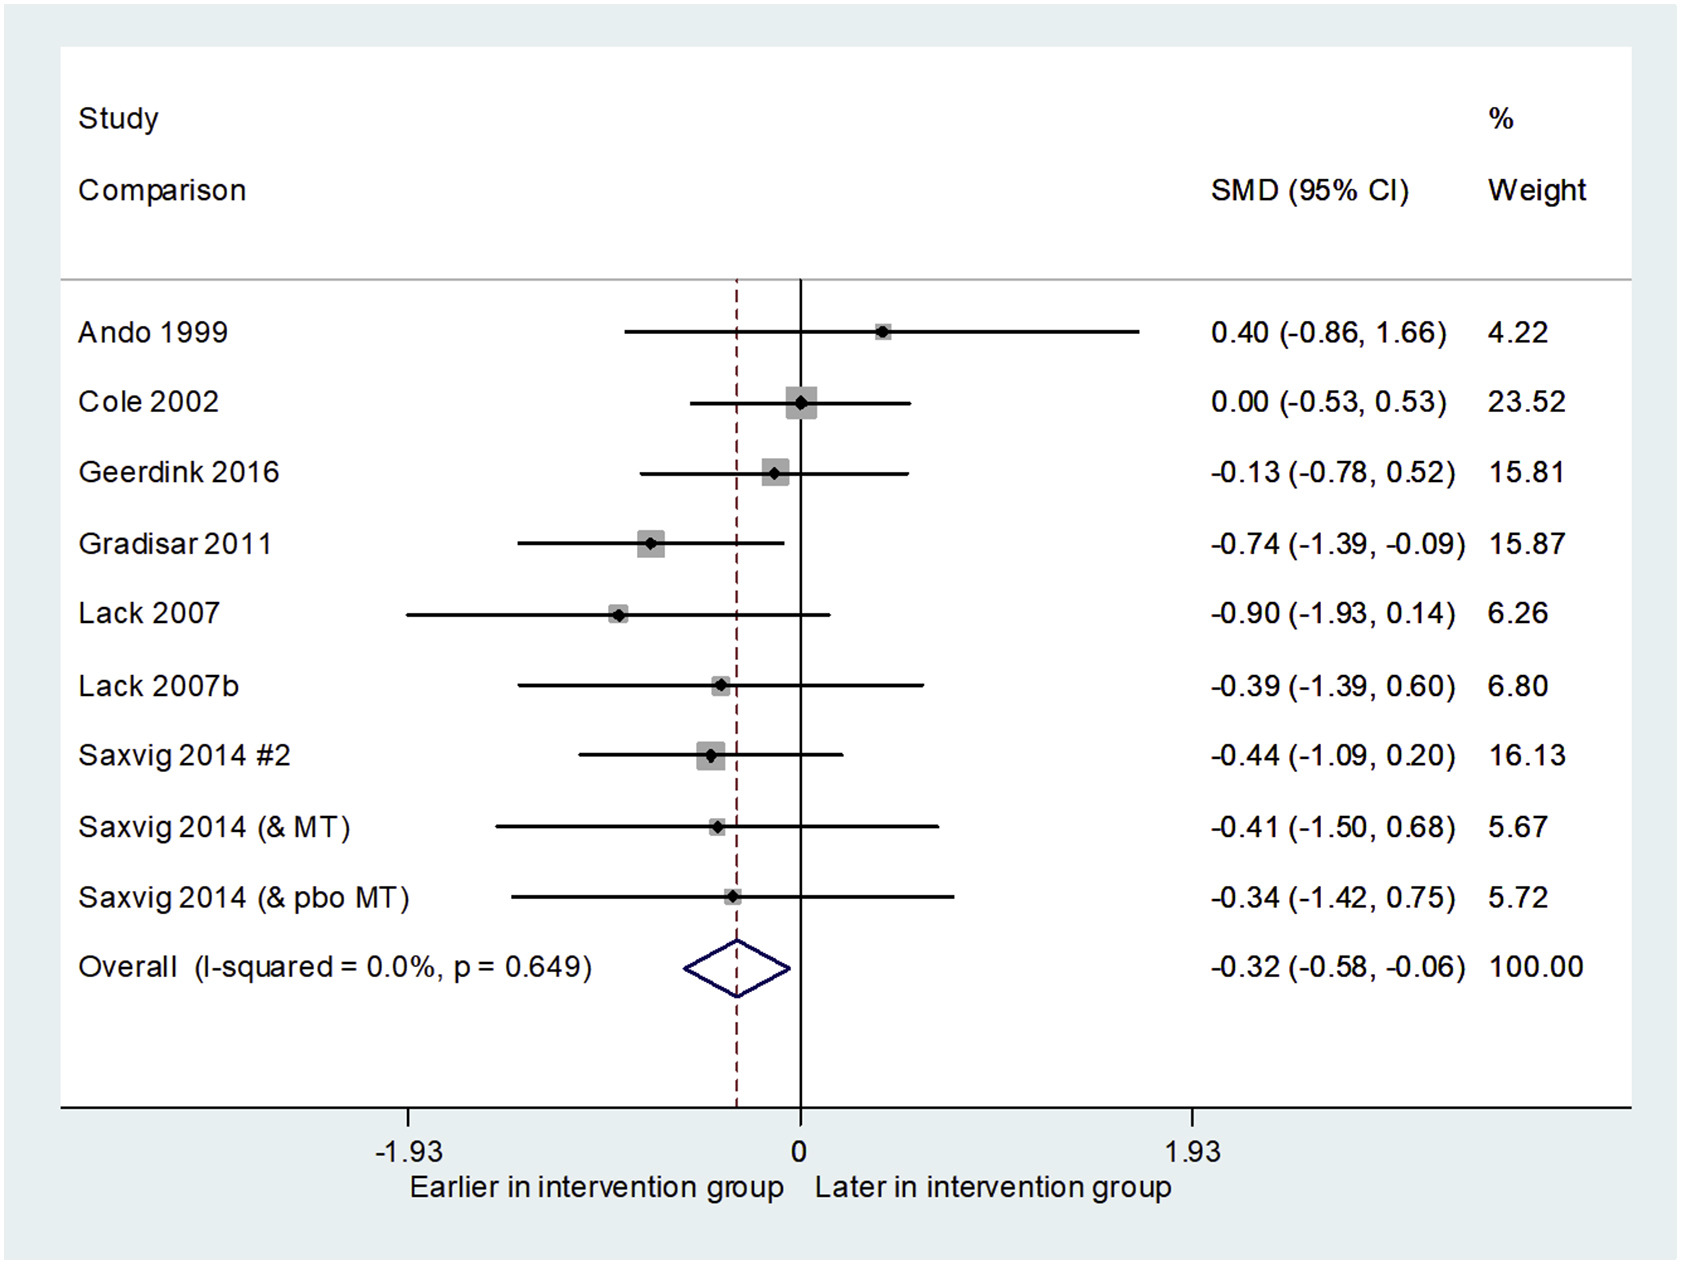 Study %
Comparison SMD (95% CI) Weight
Ando 1999 0.40 (-0.86, 1.66) 4.22
Cole 2002 0.00 (-0.53, 0.53) 23.52
Geerdink 2016 -0.13 (-0.78, 0.52) 15.81
Gradisar 2011 -0.74 (-1.39, -0.09) 15.87
Lack 2007 -0.90 (-1.93, 0.14) 6.26
Lack 2007b -0.39 (-1.39, 0.60) 6.80
Saxvig 2014 #2 -0.44 (-1.09, 0.20) 16.13
Saxvig 2014 (& MT) -0.41 (-1.50, 0.68) 5.67
Saxvig 2014 (& pbo MT) -0.34 (-1.42, 0.75) 5.72
Overall (I-squared = 0.0%, p = 0.649) -0.32 (-0.58, -0.06) 100.00
-1.93 0 1.93
Earlier in intervention group Later in intervention group